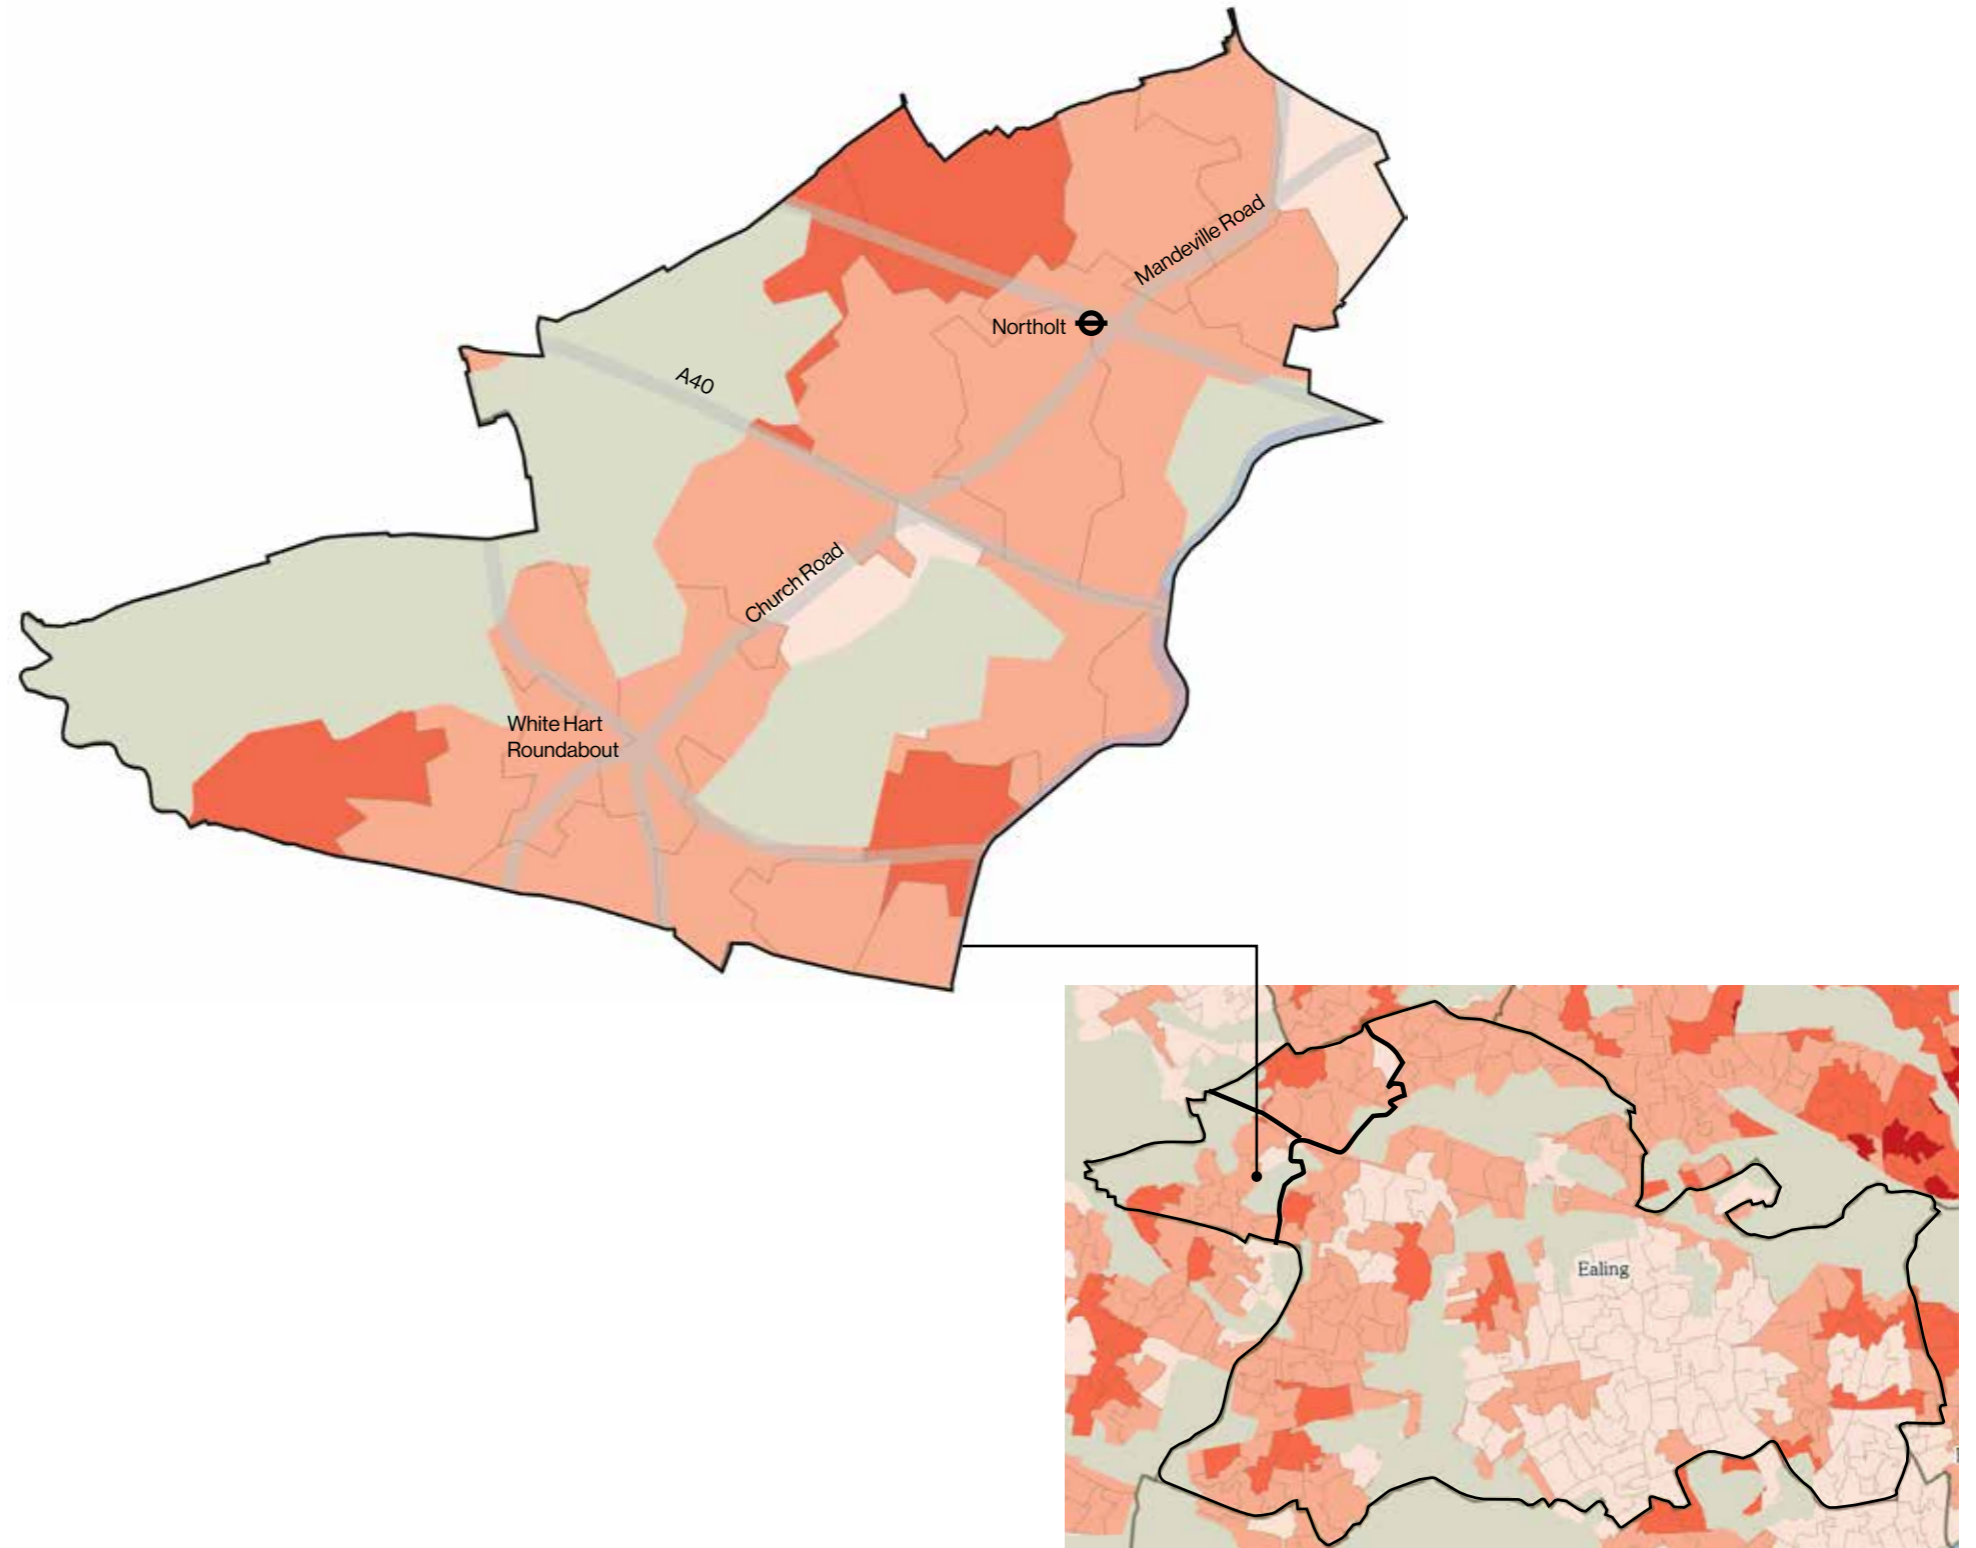 Mandeville Road
Northolt
A40
Church Road
White Hart
Roundabout
Ealing